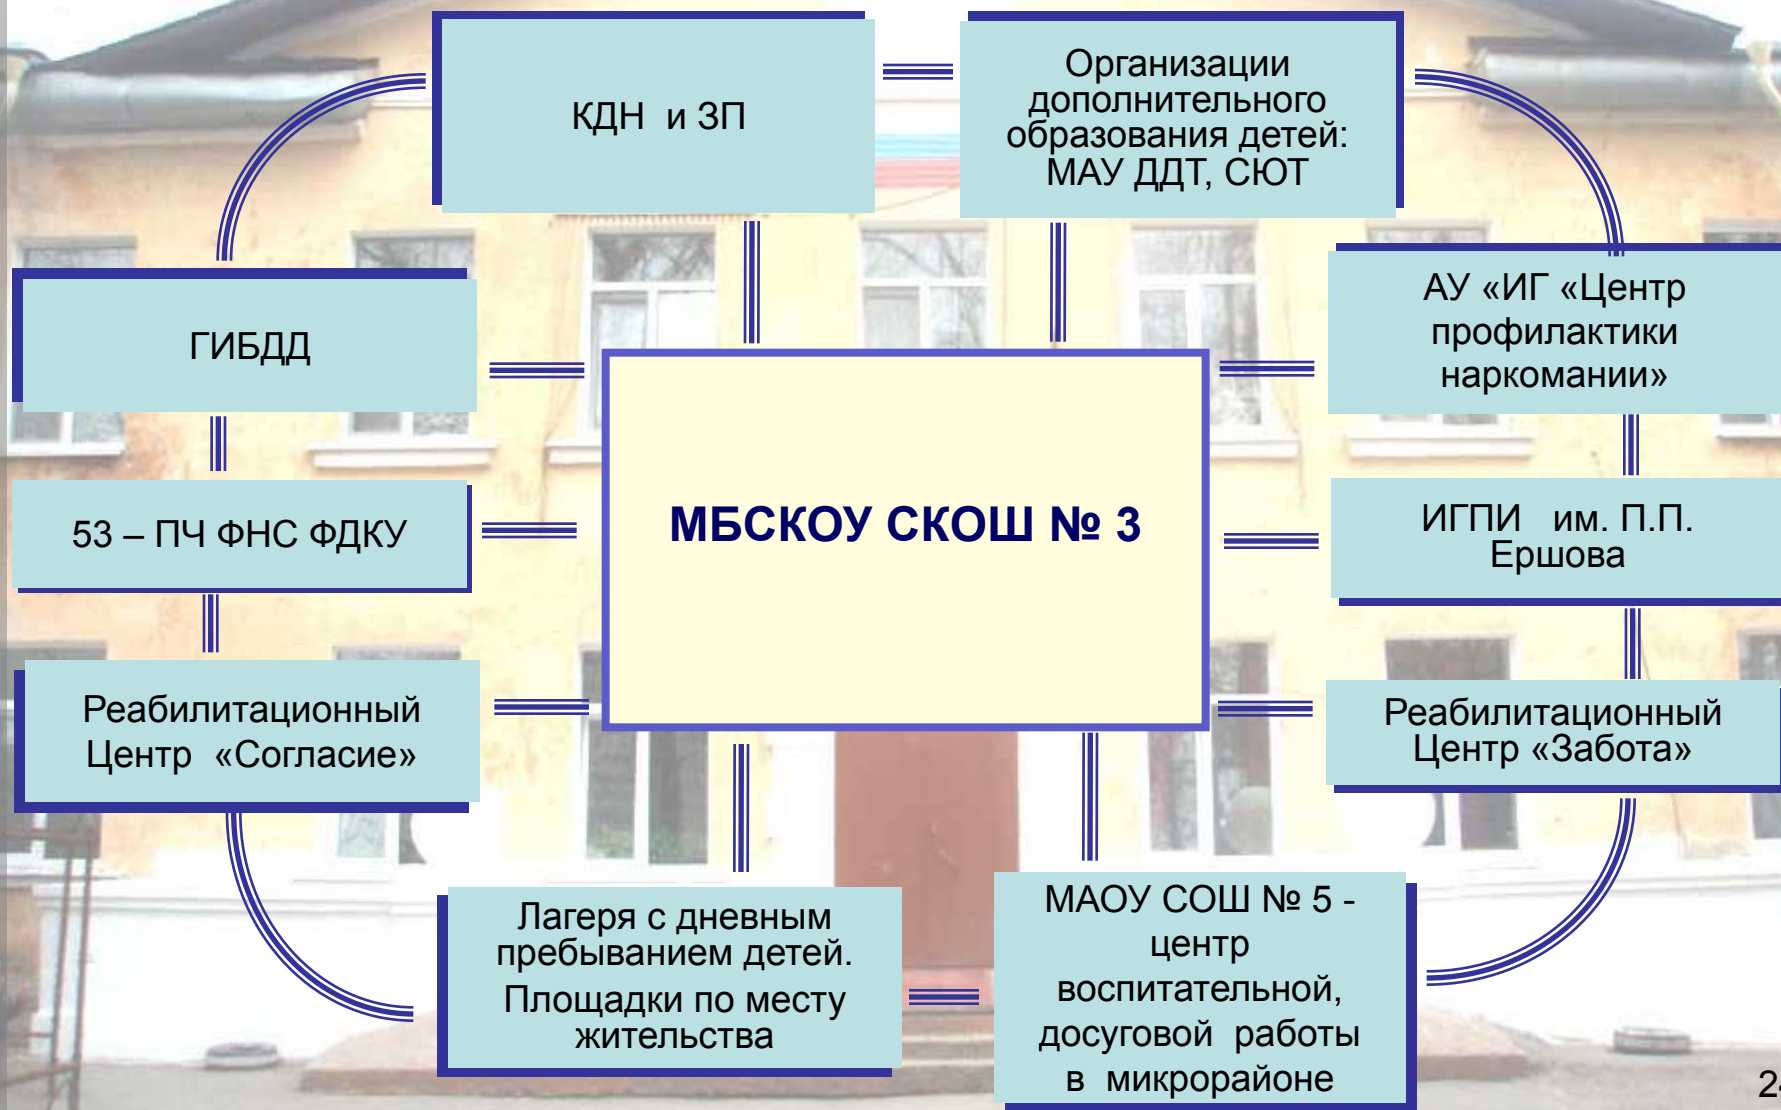 КДН и ЗП
Организации
дополнительного
образования детей:
МАУ ДДТ, СЮТ
ГИБДД
АУ «ИГ «Центр
профилактики
наркомании»
53 – ПЧ ФНС ФДКУ
МБСКОУ СКОШ № 3
ИГПИ им. П.П.
Ершова
Реабилитационный
Центр «Согласие»
Реабилитационный
Центр «Забота»
Лагеря с дневным
пребыванием детей.
Площадки по месту
жительства
МАОУ СОШ № 5 -
центр
воспитательной,
досуговой работы
в микрорайоне